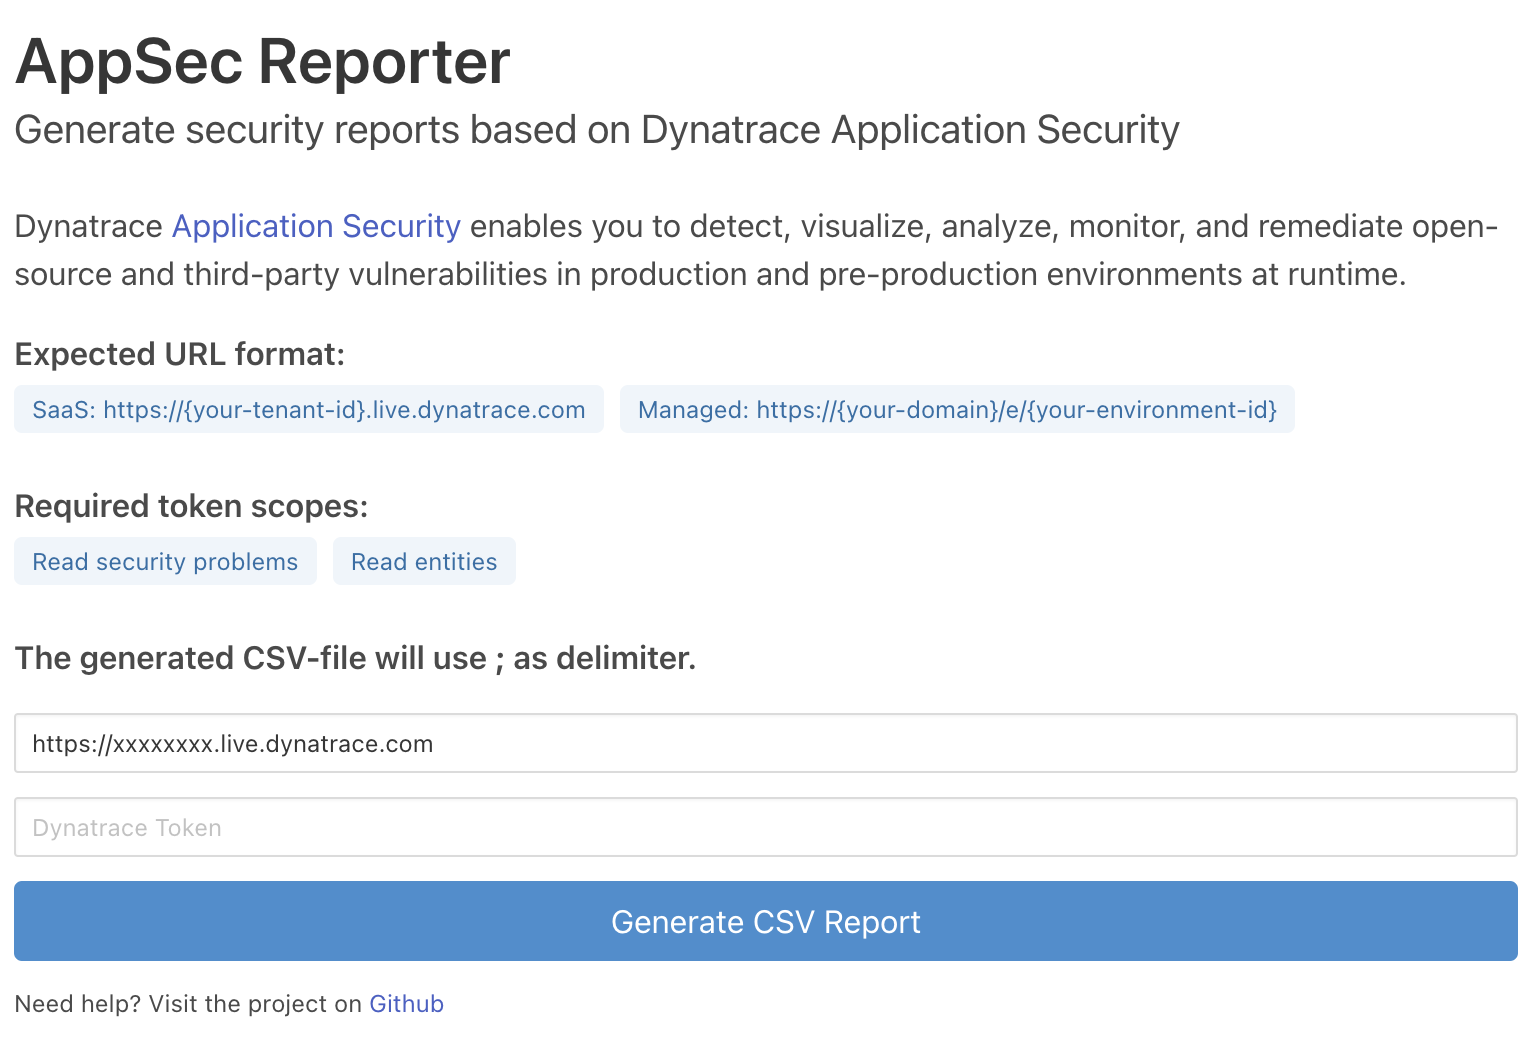 AppSec Reporter
Generate security reports based on Dynatrace Application Security
Dynatrace Application Security enables you to detect, visualize, analyze, monitor, and remediate open-
source and third-party vulnerabilities in production and pre-production environments at runtime.
Expected URL format:
SaaS: https://{your-tenant-id}.live.dynatrace.com Managed: https://{your-domain}/e/{your-environment-id}
Required token scopes:
Read security problems Read entities
The generated CSV-file will use ; as delimiter.
https://xxxxxxxx.live.dynatrace.com
Dynatrace Token
Generate CSV Report
Need help? Visit the project on Github